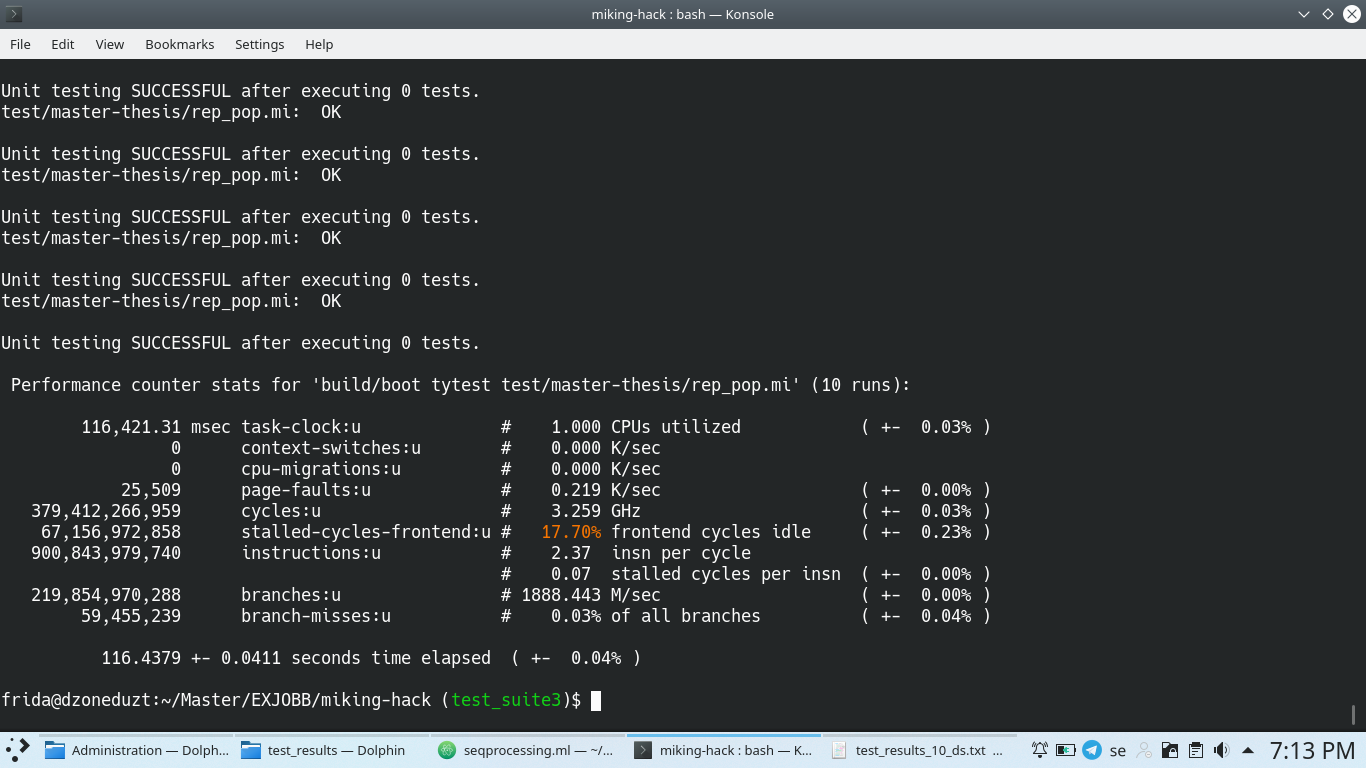 miking-hack : bash — Konsole
File Edit View Bookmarks Settings Help
Unit testing SUCCESSFUL after executing 0 tests.
test/master-thesis/rep_pop.mi:  OK
Unit testing SUCCESSFUL after executing 0 tests.
test/master-thesis/rep_pop.mi:  OK
Unit testing SUCCESSFUL after executing 0 tests.
test/master-thesis/rep_pop.mi:  OK
Unit testing SUCCESSFUL after executing 0 tests.
test/master-thesis/rep_pop.mi:  OK
Unit testing SUCCESSFUL after executing 0 tests.
Performance counter stats for 'build/boot tytest test/master-thesis/rep_pop.mi' (10 runs):
116,421.31 msec task-clock:u # 1.000 CPUs utilized ( +- 0.03% )
0 context-switches:u # 0.000 K/sec
0 cpu-migrations:u # 0.000 K/sec
25,509 page-faults:u # 0.219 K/sec ( +- 0.00% )
379,412,266,959 cycles:u # 3.259 GHz ( +- 0.03% )
67,156,972,858 stalled-cycles-frontend:u # 17.70% frontend cycles idle ( +- 0.23% )
900,843,979,740 instructions:u # 2.37 insn per cycle
# 0.07 stalled cycles per insn ( +- 0.00% )
219,854,970,288 branches:u # 1888.443 M/sec ( +- 0.00% )
59,455,239 branch-misses:u # 0.03% of all branches ( +- 0.04% )
116.4379 +- 0.0411 seconds time elapsed ( +- 0.04% )
frida@dzoneduzt:~/Master/EXJOBB/miking-hack (test_suite3)$
Administration — Dolph... test_results — Dolphin seqprocessing.ml — ~/... miking-hack : bash — K... test_results_10_ds.txt ... se 7:13 PM